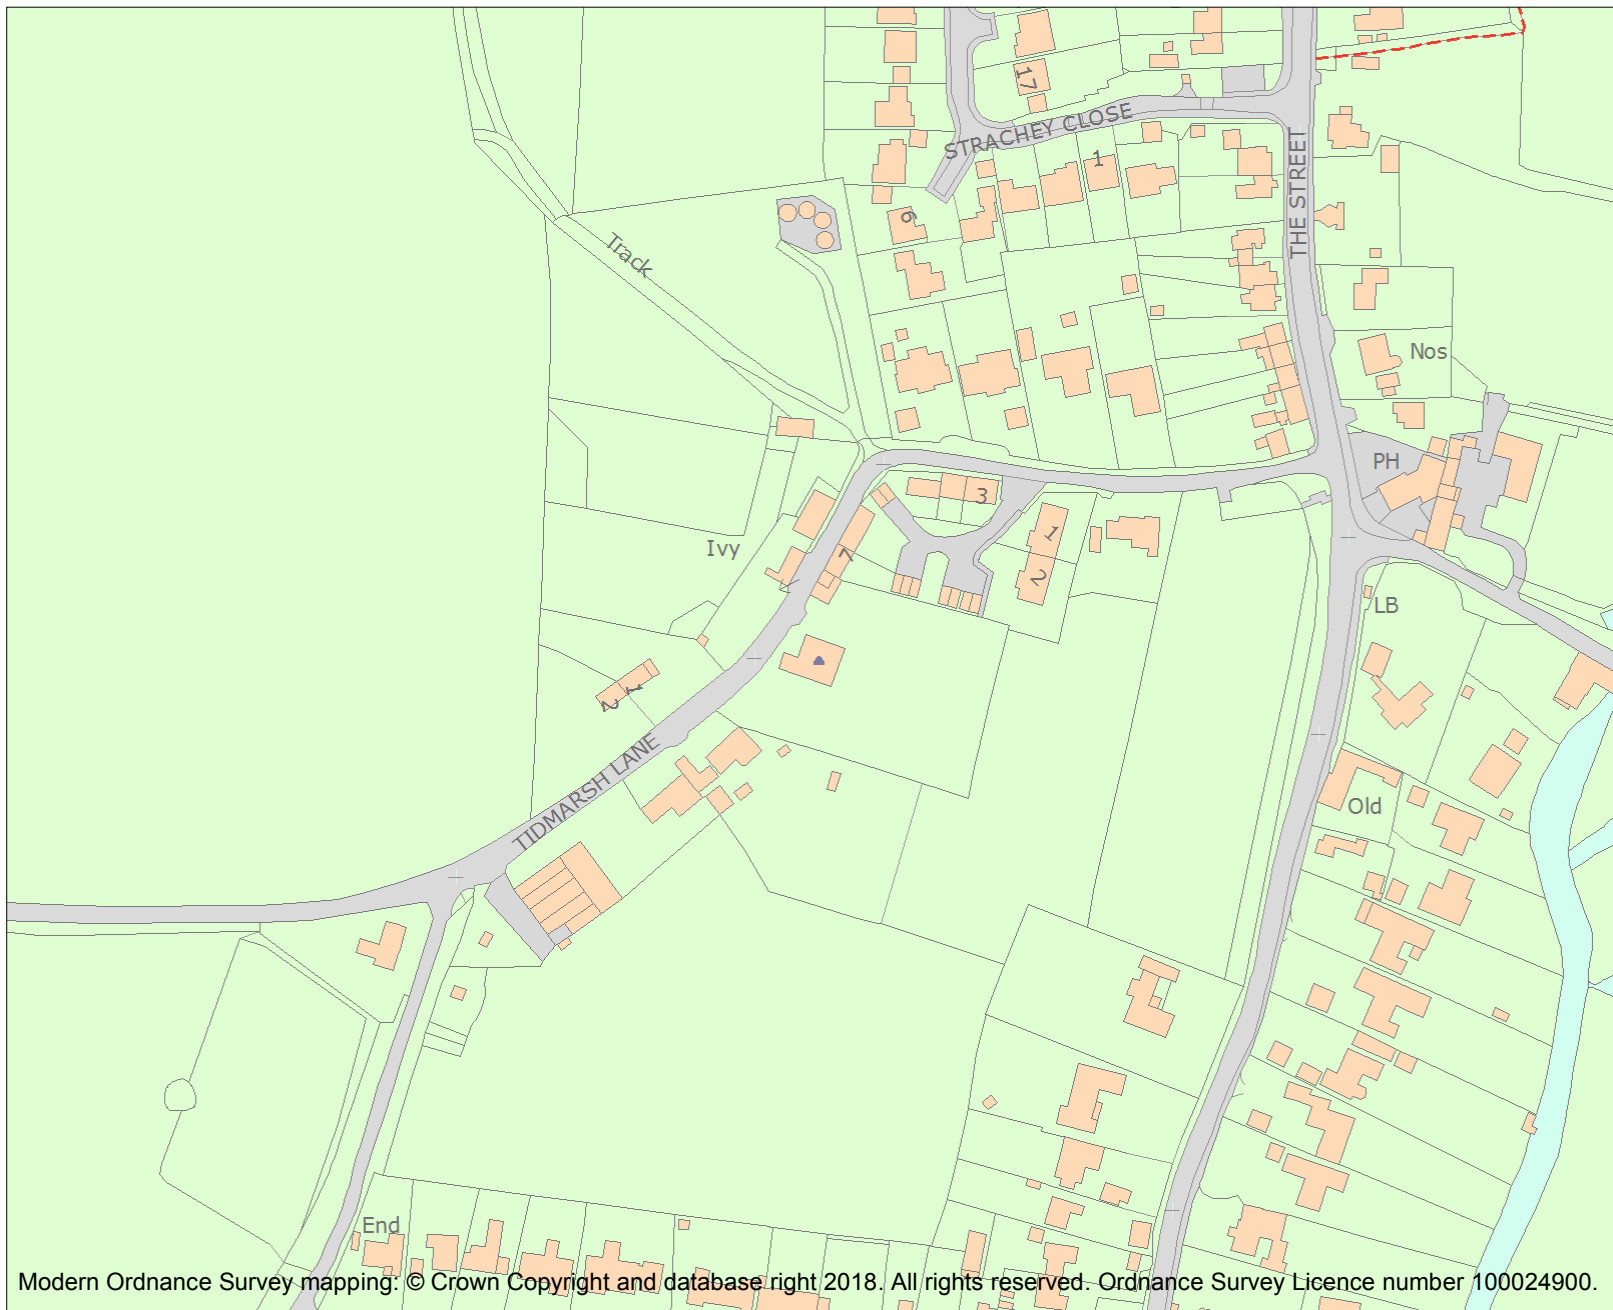 17
STRACHEY CLOSE
1
THE STREET
6
Track
Nos
PH
3
1
Ivy
7
2
LB
1
2
TIDMARSH LANE
Old
End
Modern Ordnance Survey mapping: © Crown Copyright and database right 2018. All rights reserved. Ordnance Survey Licence number 100024900.